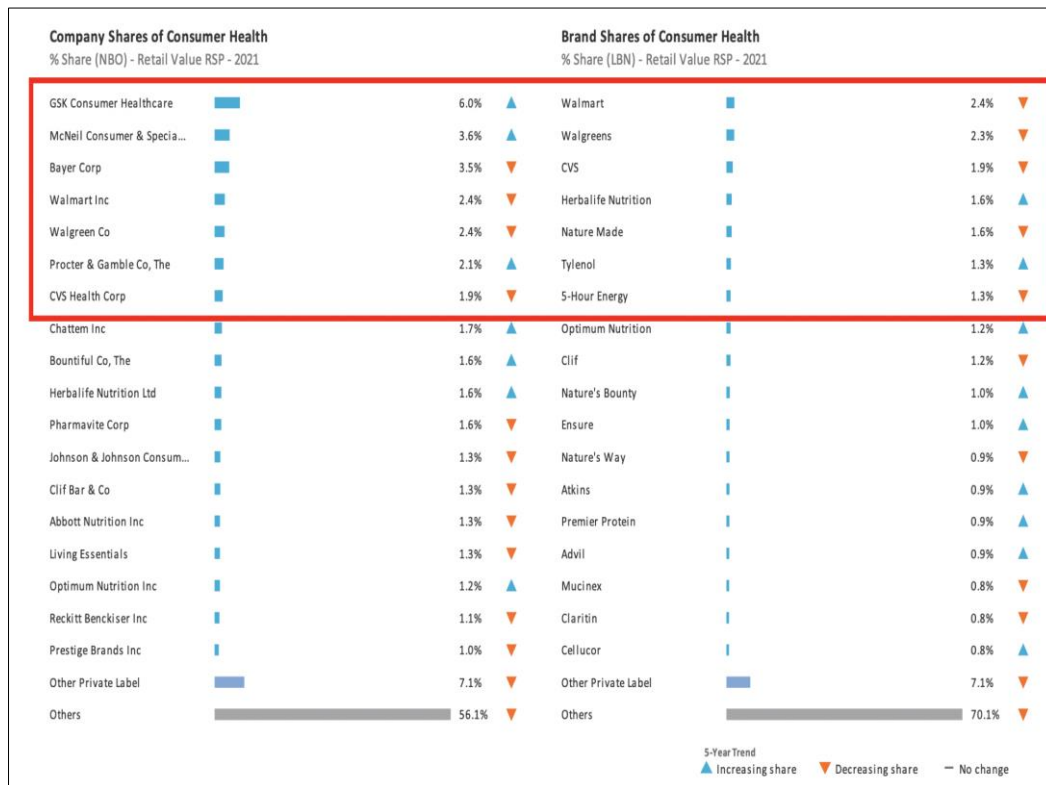 Company Shares of Consumer Health
% Share (NBO) - Retail Value RSP - 2021
GSK Consumer Healthcare 6.0%
McNeil Consumer & Specia... 3.6%
Bayer Corp 3.5%
Walmart Inc 2.4%
Walgreen Co 2.4%
Procter & Gamble Co, The 2.1%
CVS Health Corp 1.9%
Chattem Inc 1.7%
Bountiful Co, The 1.6%
Herbalife Nutrition Ltd 1.6%
Pharmavite Corp 1.6%
Johnson & Johnson Consum... 1.3%
Clif Bar & Co 1.3%
Abbott Nutrition Inc 1.3%
Living Essentials 1.3%
Optimum Nutrition Inc 1.2%
Reckitt Benckiser Inc 1.1%
Prestige Brands Inc 1.0%
Other Private Label 7.1%
Others 56.1%
Brand Shares of Consumer Health
% Share (LBN) - Retail Value RSP - 2021
Walmart 2.4%
Walgreens 2.3%
CVS 1.9%
Herbalife Nutrition 1.6%
Nature Made 1.6%
Tylenol 1.3%
5-Hour Energy 1.3%
Optimum Nutrition 1.2%
Clif 1.2%
Nature's Bounty 1.0%
Ensure 1.0%
Nature's Way 0.9%
Atkins 0.9%
Premier Protein 0.9%
Advil 0.9%
Mucinex 0.8%
Claritin 0.8%
Cellucor 0.8%
Other Private Label 7.1%
Others 70.1%
5-Year Trend
Increasing share Decreasing share No change